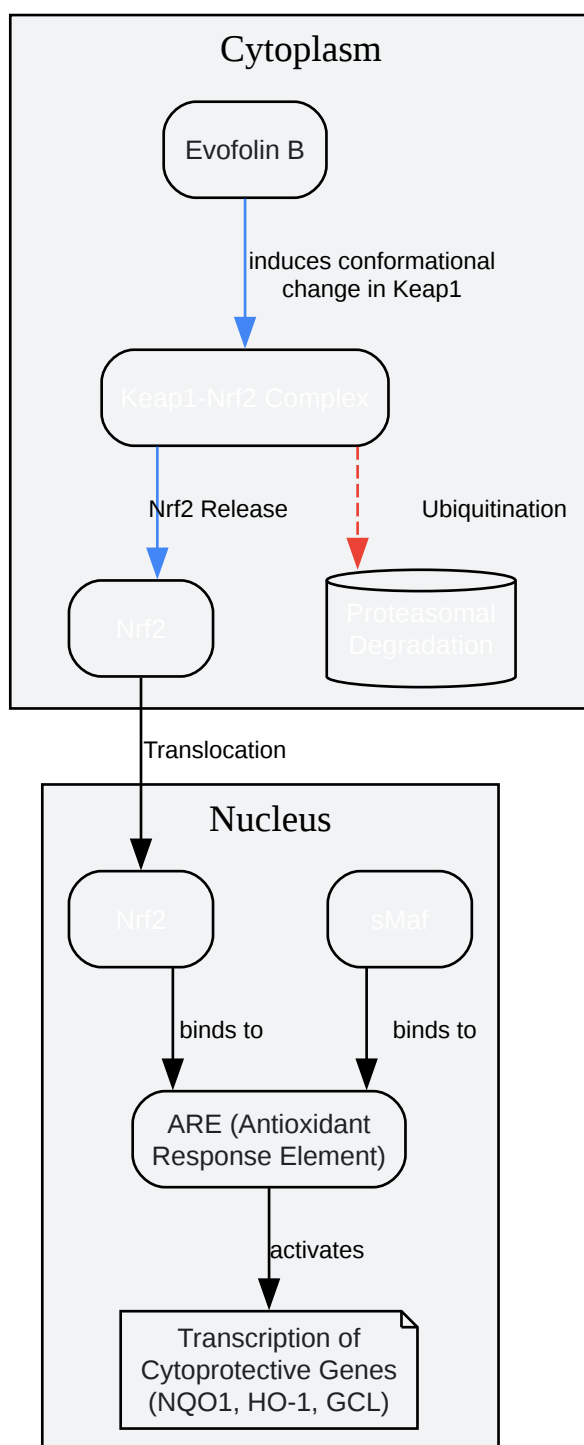 Cytoplasm
Evofolin B
induces conformational
change in Keap1
Keap1-Nrf2 Complex
Nrf2 Release
Ubiquitination
Nrf2
Proteasomal
Degradation
Translocation
Nucleus
Nrf2
sMaf
binds to
binds to
ARE (Antioxidant
Response Element)
activates
Transcription of
Cytoprotective Genes
(NQO1, HO-1, GCL)